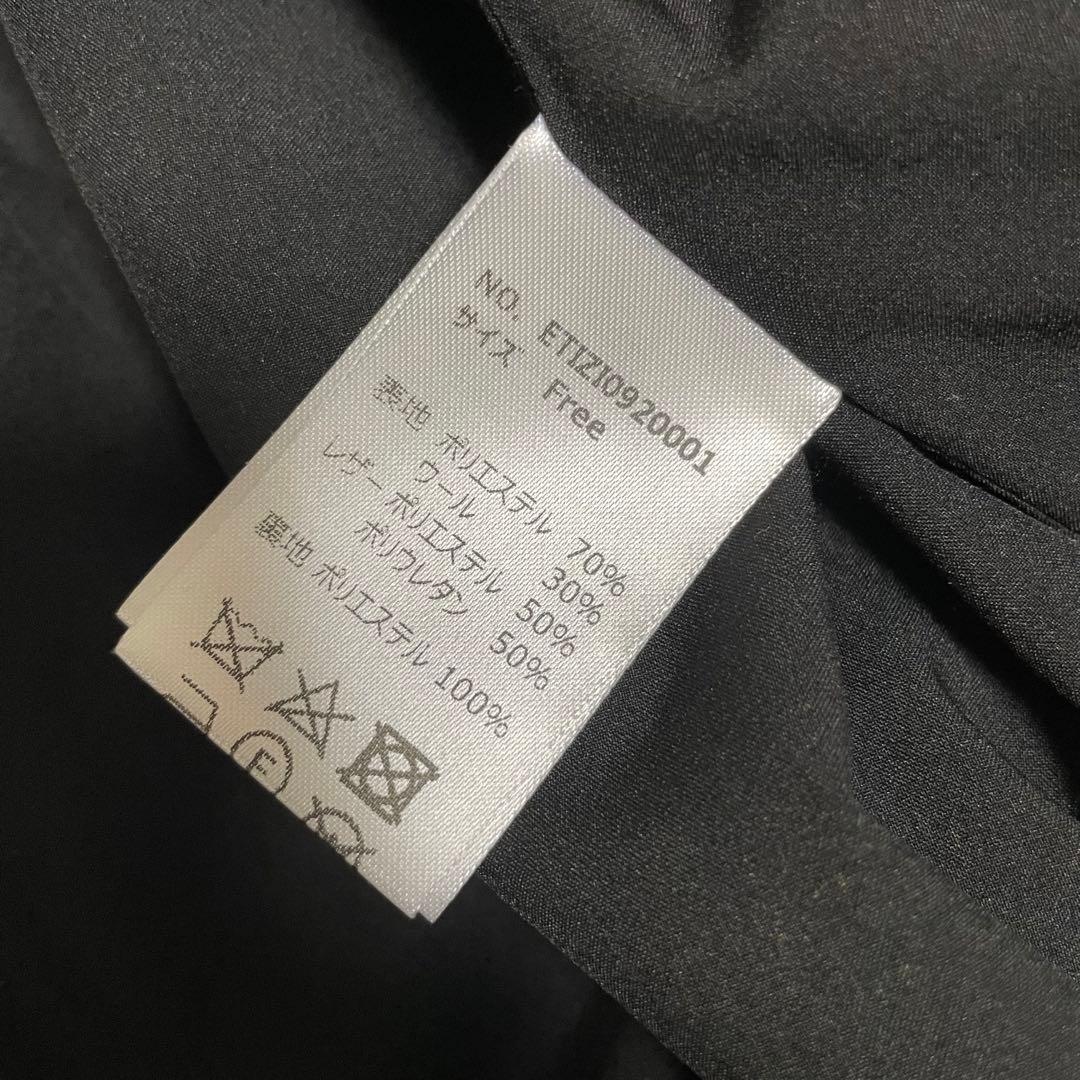 NO. ETIZI0920001
サイズ Free
表地 ポリエステル 70%
ウール 30%
レザー ポリエステル 50%
ポリウレタン 50%
裏地 ポリエステル 100%
F